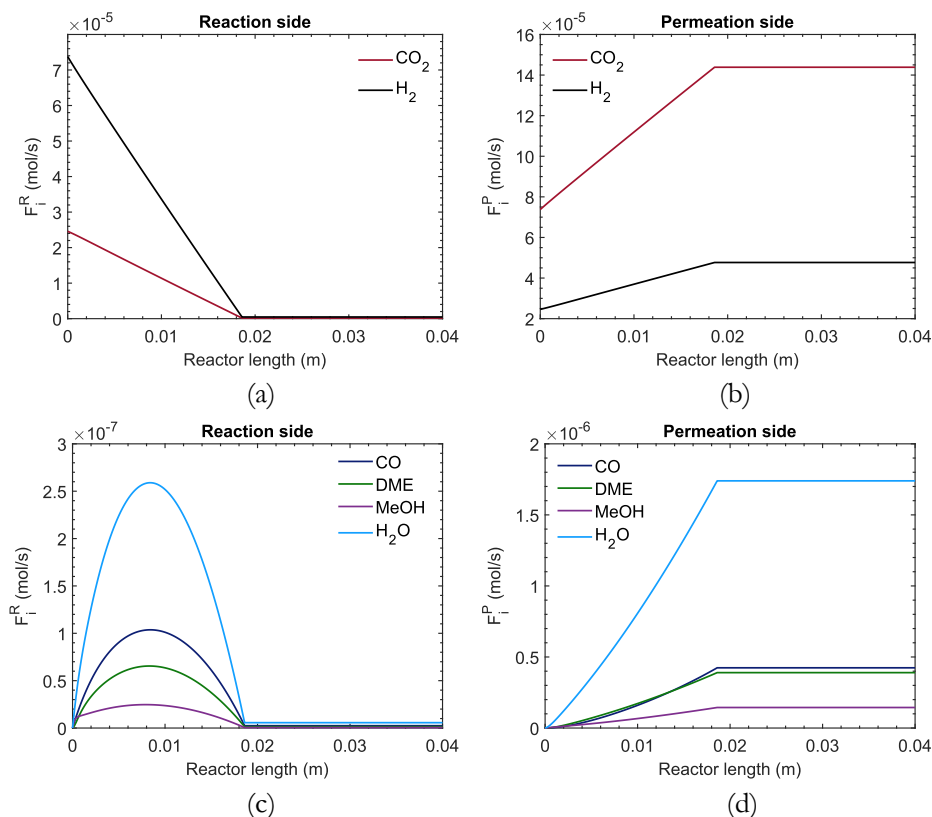 Reaction side
×10⁻⁵
7
6
5
4
3
2
1
0
F_i^R (mol/s)
CO₂
H₂
0 0.01 0.02 0.03 0.04
Reactor length (m)
(a)
Permeation side
×10⁻⁵
16
14
12
10
8
6
4
2
F_i^P (mol/s)
CO₂
H₂
0 0.01 0.02 0.03 0.04
Reactor length (m)
(b)
Reaction side
×10⁻⁷
3
2.5
2
1.5
1
0.5
0
F_i^R (mol/s)
CO
DME
MeOH
H₂O
0 0.01 0.02 0.03 0.04
Reactor length (m)
(c)
Permeation side
×10⁻⁶
2
1.5
1
0.5
0
F_i^P (mol/s)
CO
DME
MeOH
H₂O
0 0.01 0.02 0.03 0.04
Reactor length (m)
(d)